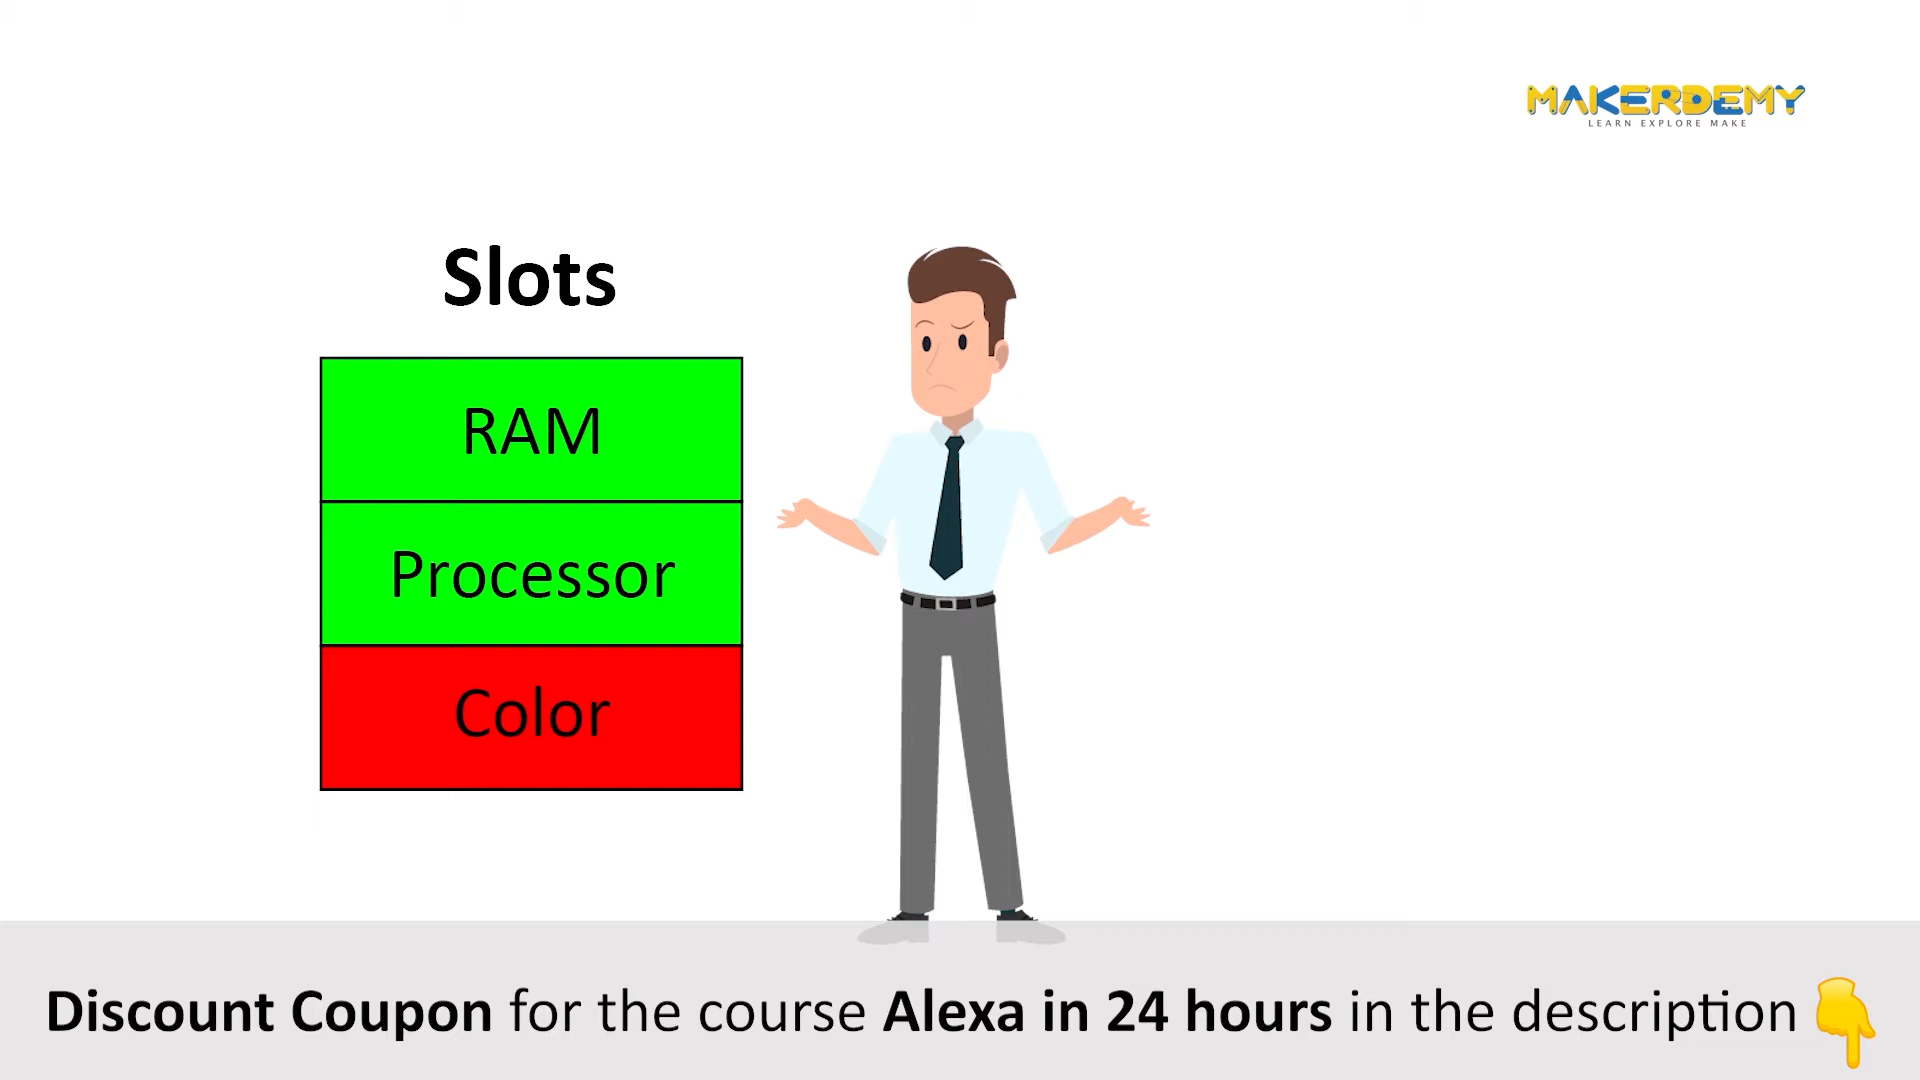 MAKERDEMY
LEARN EXPLORE MAKE
Slots
RAM
Processor
Color
Discount Coupon for the course Alexa in 24 hours in the description